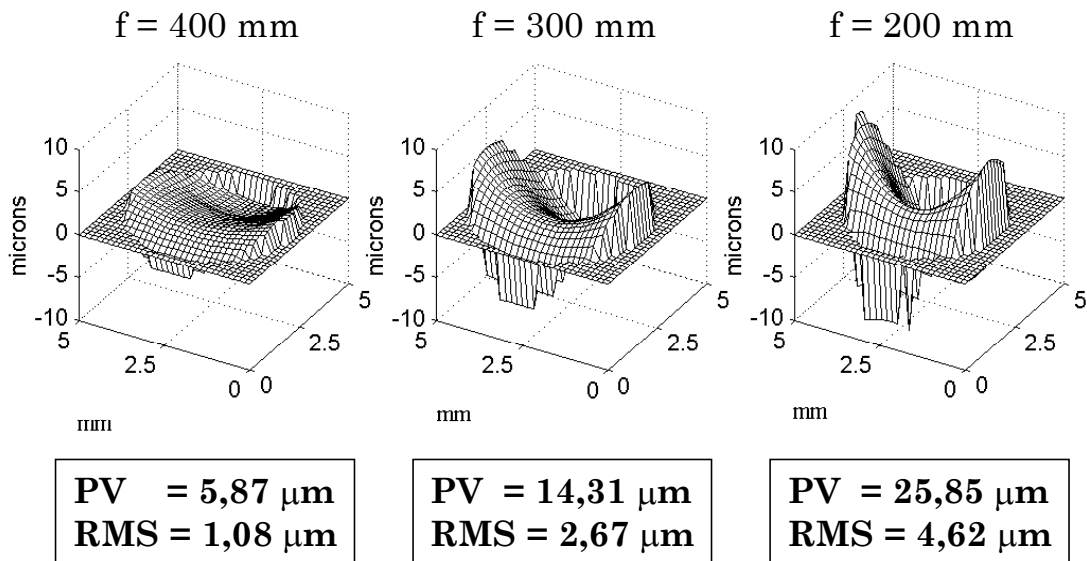 f = 400 mm
f = 300 mm
f = 200 mm
10
5
0
-5
-10
microns
5
2.5
0
0
2.5
5
mm
10
5
0
-5
-10
microns
5
2.5
0
0
2.5
5
mm
10
5
0
-5
-10
microns
5
2.5
0
0
2.5
5
mm
PV = 5,87 μm
RMS = 1,08 μm
PV = 14,31 μm
RMS = 2,67 μm
PV = 25,85 μm
RMS = 4,62 μm